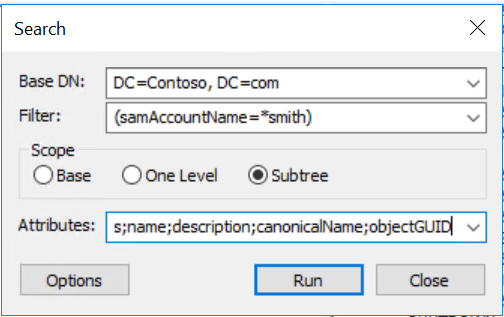 Search
Base DN: DC=Contoso, DC=com
Filter: (samAccountName=*smith)
Scope
Base One Level Subtree
Attributes: s;name;description;canonicalName;objectGUID
Options Run Close